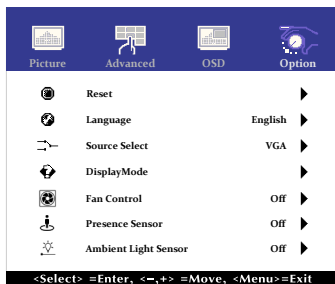 Picture Advanced OSD Option
Reset
Language English
Source Select VGA
DisplayMode
Fan Control Off
Presence Sensor Off
Ambient Light Sensor Off
<Select> =Enter, <–,+> =Move, <Menu>=Exit